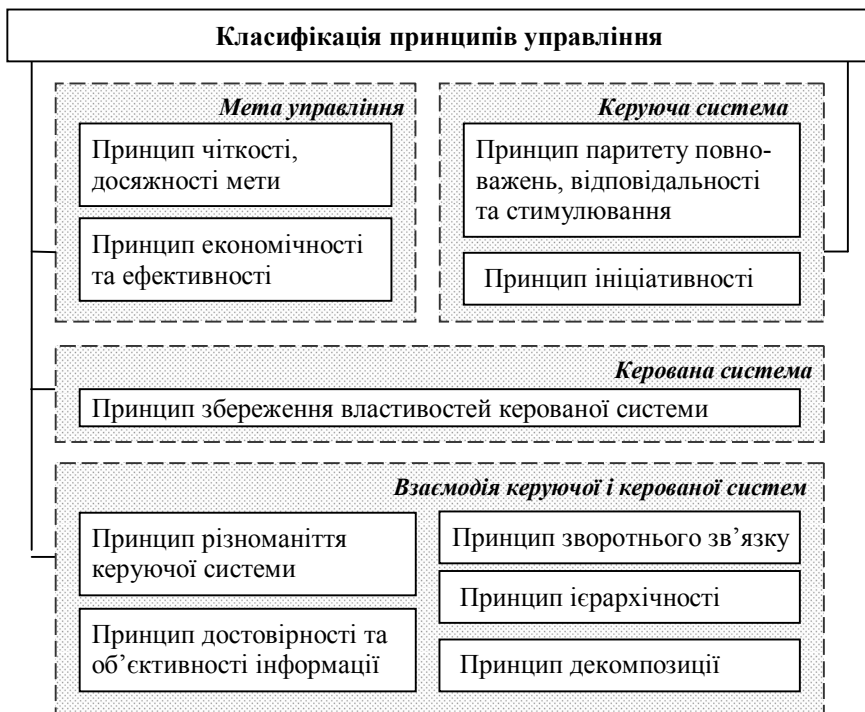 Класифікація принципів управління
Мета управління
Принцип чіткості,
досяжності мети
Принцип економічності
та ефективності
Керуюча система
Принцип паритету повно-
важень, відповідальності
та стимулювання
Принцип ініціативності
Керована система
Принцип збереження властивостей керованої системи
Взаємодія керуючої і керованої систем
Принцип різноманіття
керуючої системи
Принцип достовірності та
об’єктивності інформації
Принцип зворотнього зв’язку
Принцип ієрархічності
Принцип декомпозиції